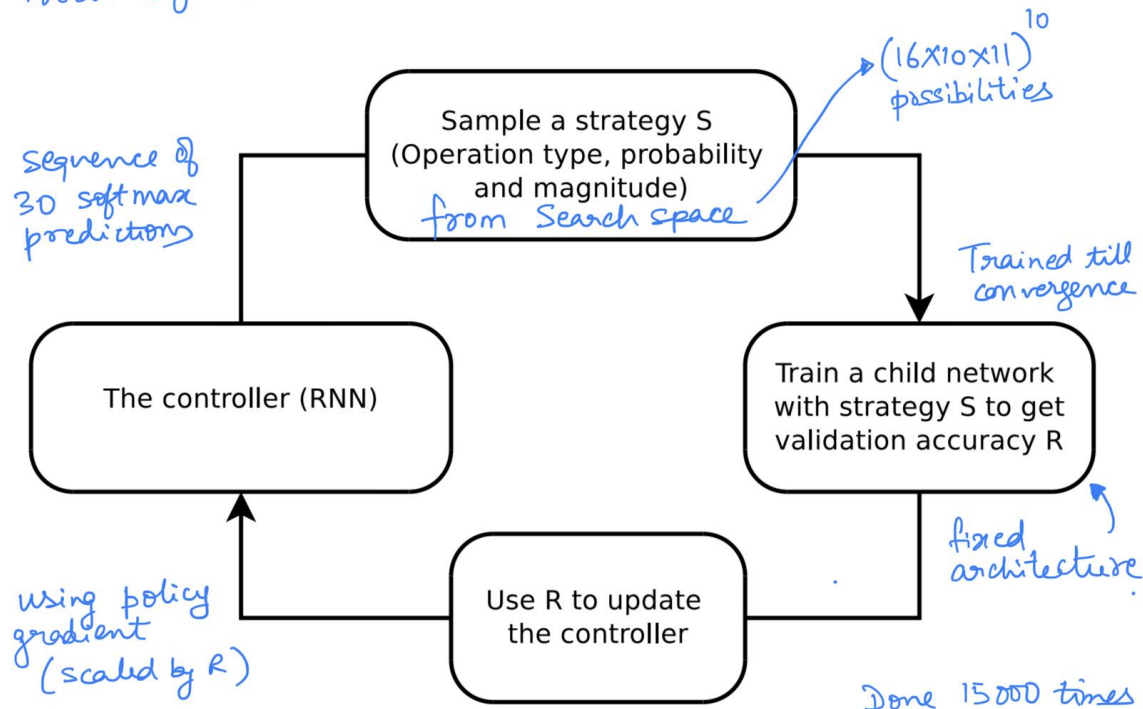 10
(16x10x11)
possibilities
Sample a strategy S
(Operation type, probability
and magnitude)
from Search space
sequence of
30 softmax
predictions
Trained till
convergence
The controller (RNN)
Train a child network
with strategy S to get
validation accuracy R
fixed
architecture
Use R to update
the controller
using policy
gradient
(scaled by R)
Done 15000 times